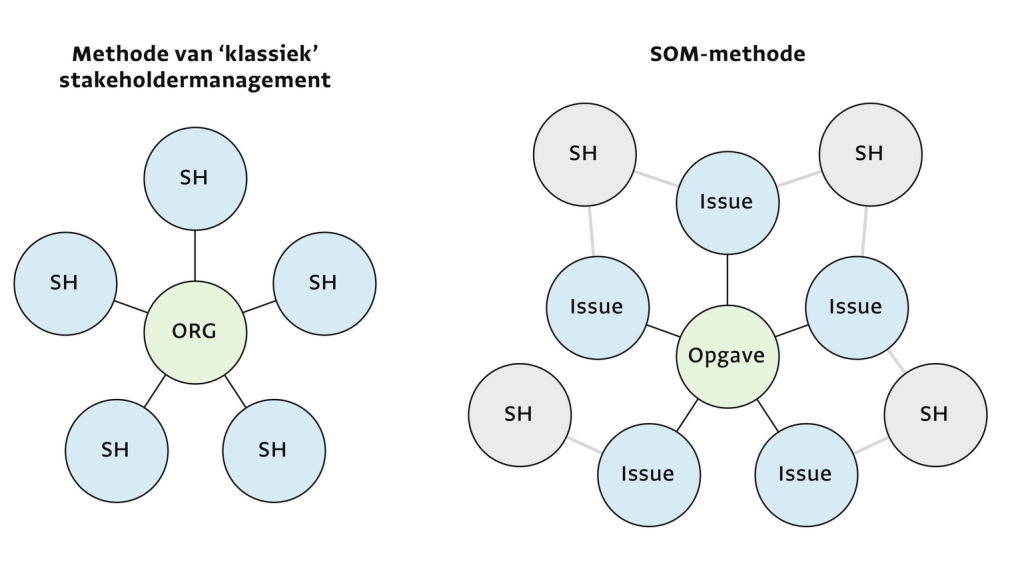 Methode van ‘klassiek’
stakeholdermanagement
SH
SH
SH
ORG
SH
SH
SOM-methode
SH
SH
Issue
Issue
Issue
Opgave
SH
SH
Issue
Issue